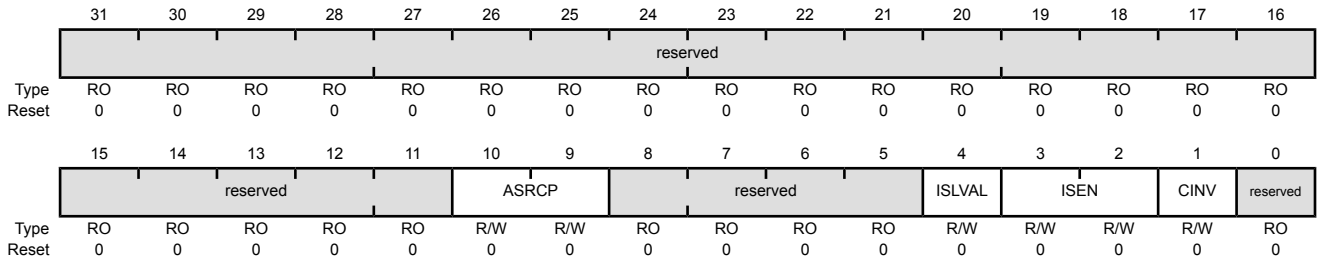 31 30 29 28 27 26 25 24 23 22 21 20 19 18 17 16
reserved
Type RO RO RO RO RO RO RO RO RO RO RO RO RO RO RO RO
Reset 0 0 0 0 0 0 0 0 0 0 0 0 0 0 0 0
15 14 13 12 11 10 9 8 7 6 5 4 3 2 1 0
reserved ASRCP reserved ISLVAL ISEN CINV reserved
Type RO RO RO RO RO R/W R/W RO RO RO RO R/W R/W R/W R/W RO
Reset 0 0 0 0 0 0 0 0 0 0 0 0 0 0 0 0